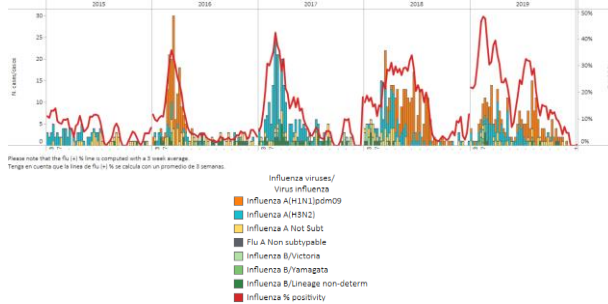 2015 2016 2017 2018 2019
30
25
20
15
10
5
0
50%
40%
30%
20%
10%
0%
Please note that the flu (+) % line is computed with a 3 week average.
Tenga en cuenta que la línea de flu (+) % se calcula con un promedio de 3 semanas.
Influenza viruses/
Virus influenza
Influenza A(H1N1)pdm09
Influenza A(H3N2)
Influenza A Not Subt
Flu A Non subtypable
Influenza B/Victoria
Influenza B/Yamagata
Influenza B/Lineage non-determ
Influenza % positivity